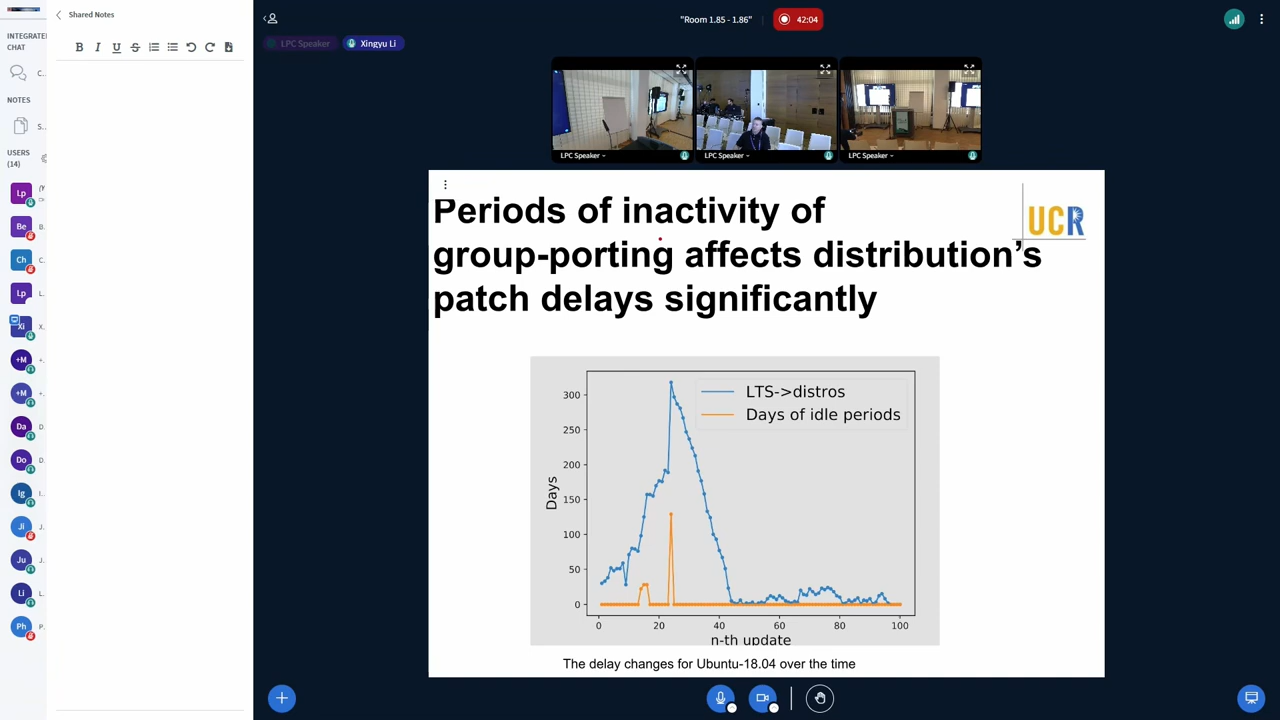 Shared Notes
INTEGRATE
CHAT
C.
NOTES
S..
USERS
(14)
Lp
Be
B.
Ch
C.
Lp
L.
Xi
X.
+M
+.
+M
+.
Da
D.
Do
D.
Ig
I..
Ji
J.
Ju
J.
Li
L.
Ph
P.
B I U S
"Room 1.85 - 1.86"
42:04
LPC Speaker
Xingyu Li
LPC Speaker
LPC Speaker
LPC Speaker
Periods of inactivity of
group-porting affects distribution's
patch delays significantly
UCR
LTS->distros
Days of idle periods
Days
300
250
200
150
100
50
0
0 20 40 60 80 100
n-th update
The delay changes for Ubuntu-18.04 over the time